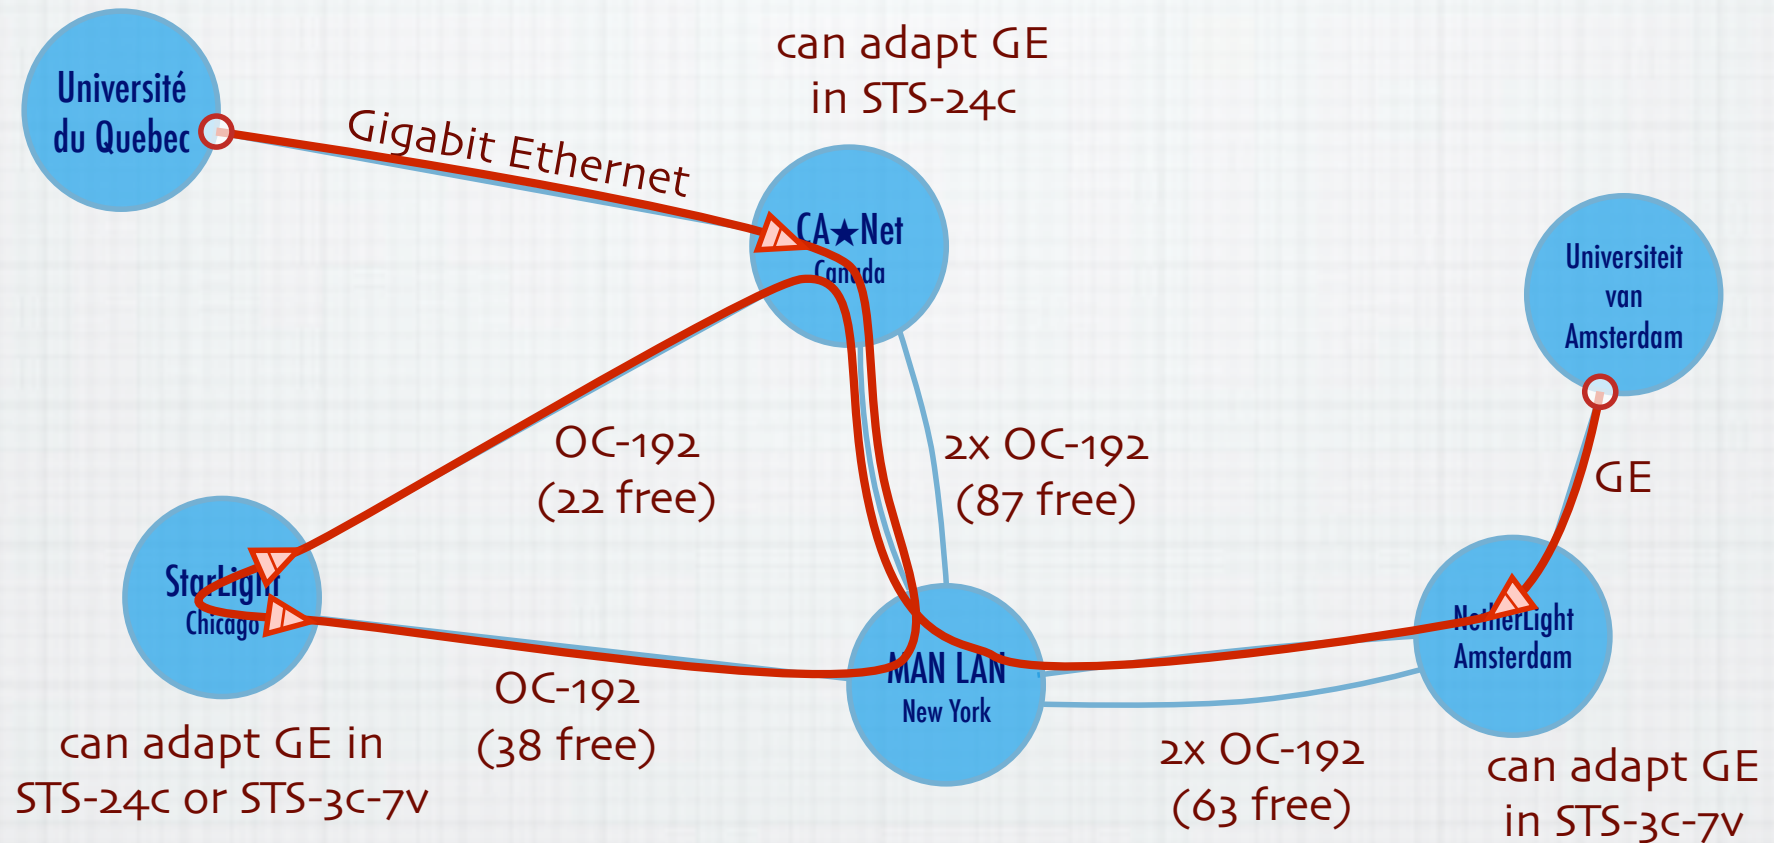 can adapt GE
in STS-24c
Université
du Quebec
Gigabit Ethernet
CA★Net
Canada
Universiteit
van
Amsterdam
OC-192
(22 free)
2x OC-192
(87 free)
GE
StarLight
Chicago
NetherLight
Amsterdam
MAN LAN
New York
OC-192
(38 free)
can adapt GE in
STS-24c or STS-3c-7v
2x OC-192
(63 free)
can adapt GE
in STS-3c-7v